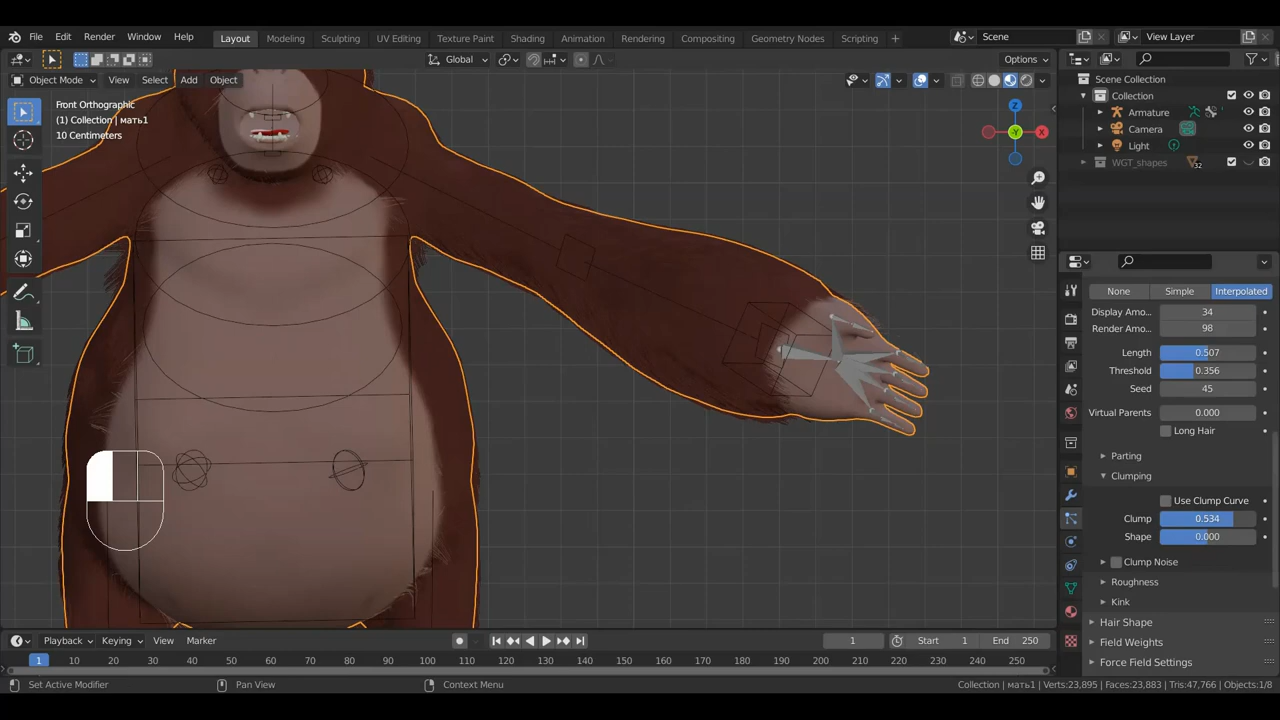 File Edit Render Window Help Layout Modeling Sculpting UV Editing Texture Paint Shading Animation Rendering Compositing Geometry Nodes Scripting + Scene View Layer
Global Options
Object Mode View Select Add Object
Front Orthographic
(1) Collection | мать1
10 Centimeters
Z
-Y
X
Scene Collection
Collection
Armature
Camera
Light
WGT_shapes 32
None Simple Interpolated
Display Amo... 34
Render Amo... 98
Length 0.507
Threshold 0.356
Seed 45
Virtual Parents 0.000
Long Hair
Parting
Clumping
Use Clump Curve
Clump 0.534
Shape 0.000
Clump Noise
Roughness
Kink
Hair Shape
Field Weights
Force Field Settings
Playback Keying View Marker 1 Start 1 End 250
1 10 20 30 40 50 60 70 80 90 100 110 120 130 140 150 160 170 180 190 200 210 220 230 240 250
Set Active Modifier Pan View Context Menu Collection | мать1 | Verts:23,895 | Faces:23,883 | Tris:47,766 | Objects:1/8